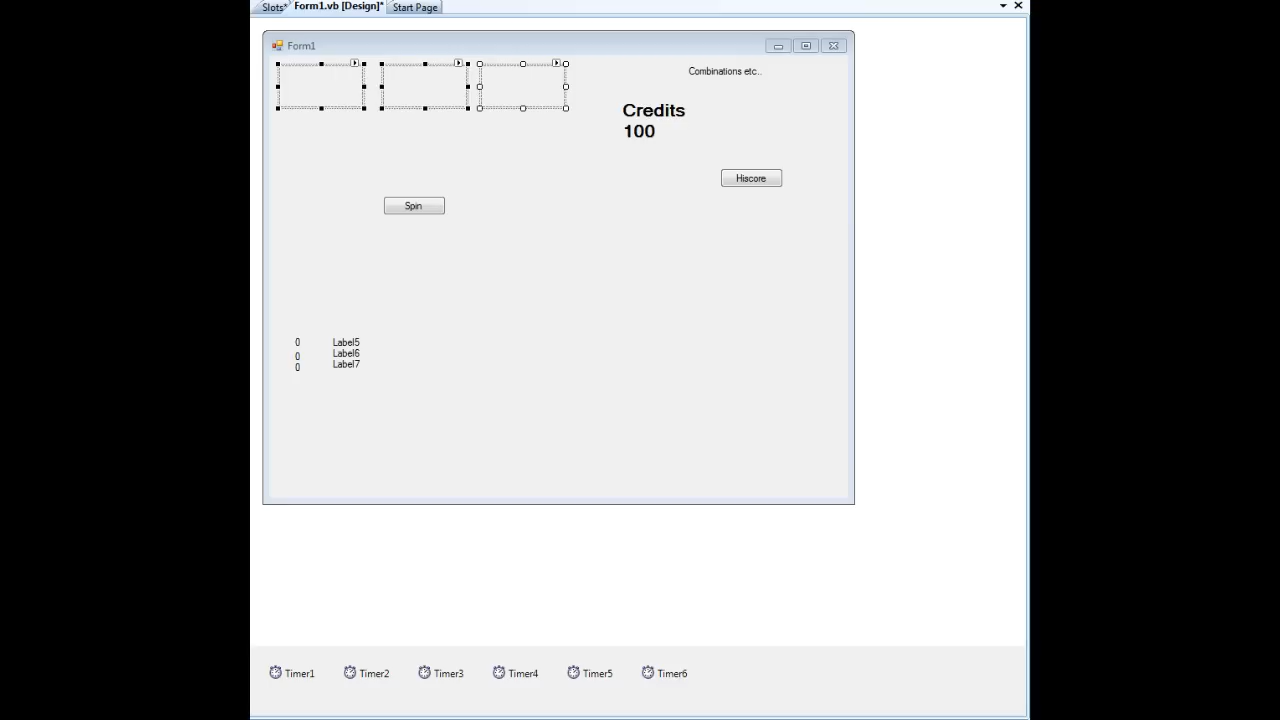 Slots*
Form1.vb [Design]*
Start Page
Form1
Combinations etc..
Credits
100
Hiscore
Spin
0
Label5
0
Label6
0
Label7
Timer1
Timer2
Timer3
Timer4
Timer5
Timer6